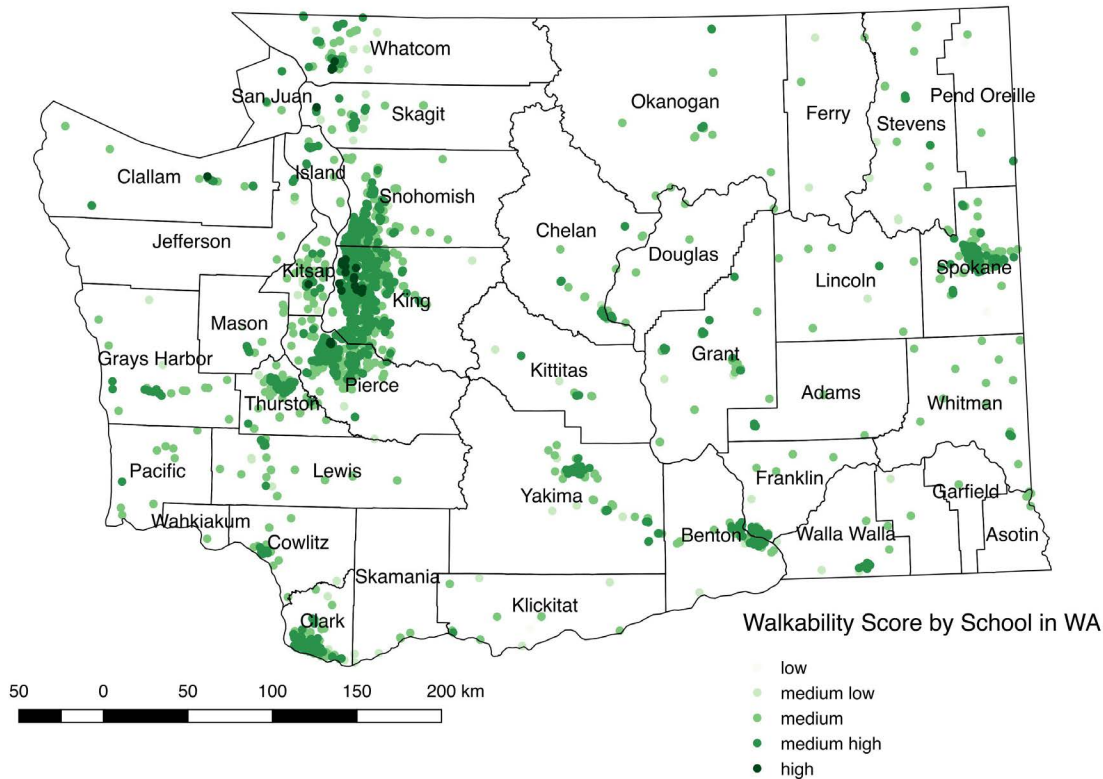 Whatcom
San Juan
Skagit
Okanogan
Ferry
Stevens
Pend Oreille
Clallam
Island
Snohomish
Jefferson
Chelan
Douglas
Kitsap
King
Lincoln
Spokane
Mason
Grays Harbor
Kittitas
Grant
Thurston
Pierce
Adams
Whitman
Pacific
Lewis
Yakima
Franklin
Garfield
Wahkiakum
Cowlitz
Benton
Walla Walla
Asotin
Skamania
Clark
Klickitat
Walkability Score by School in WA
low
medium low
medium
medium high
high
50 0 50 100 150 200 km